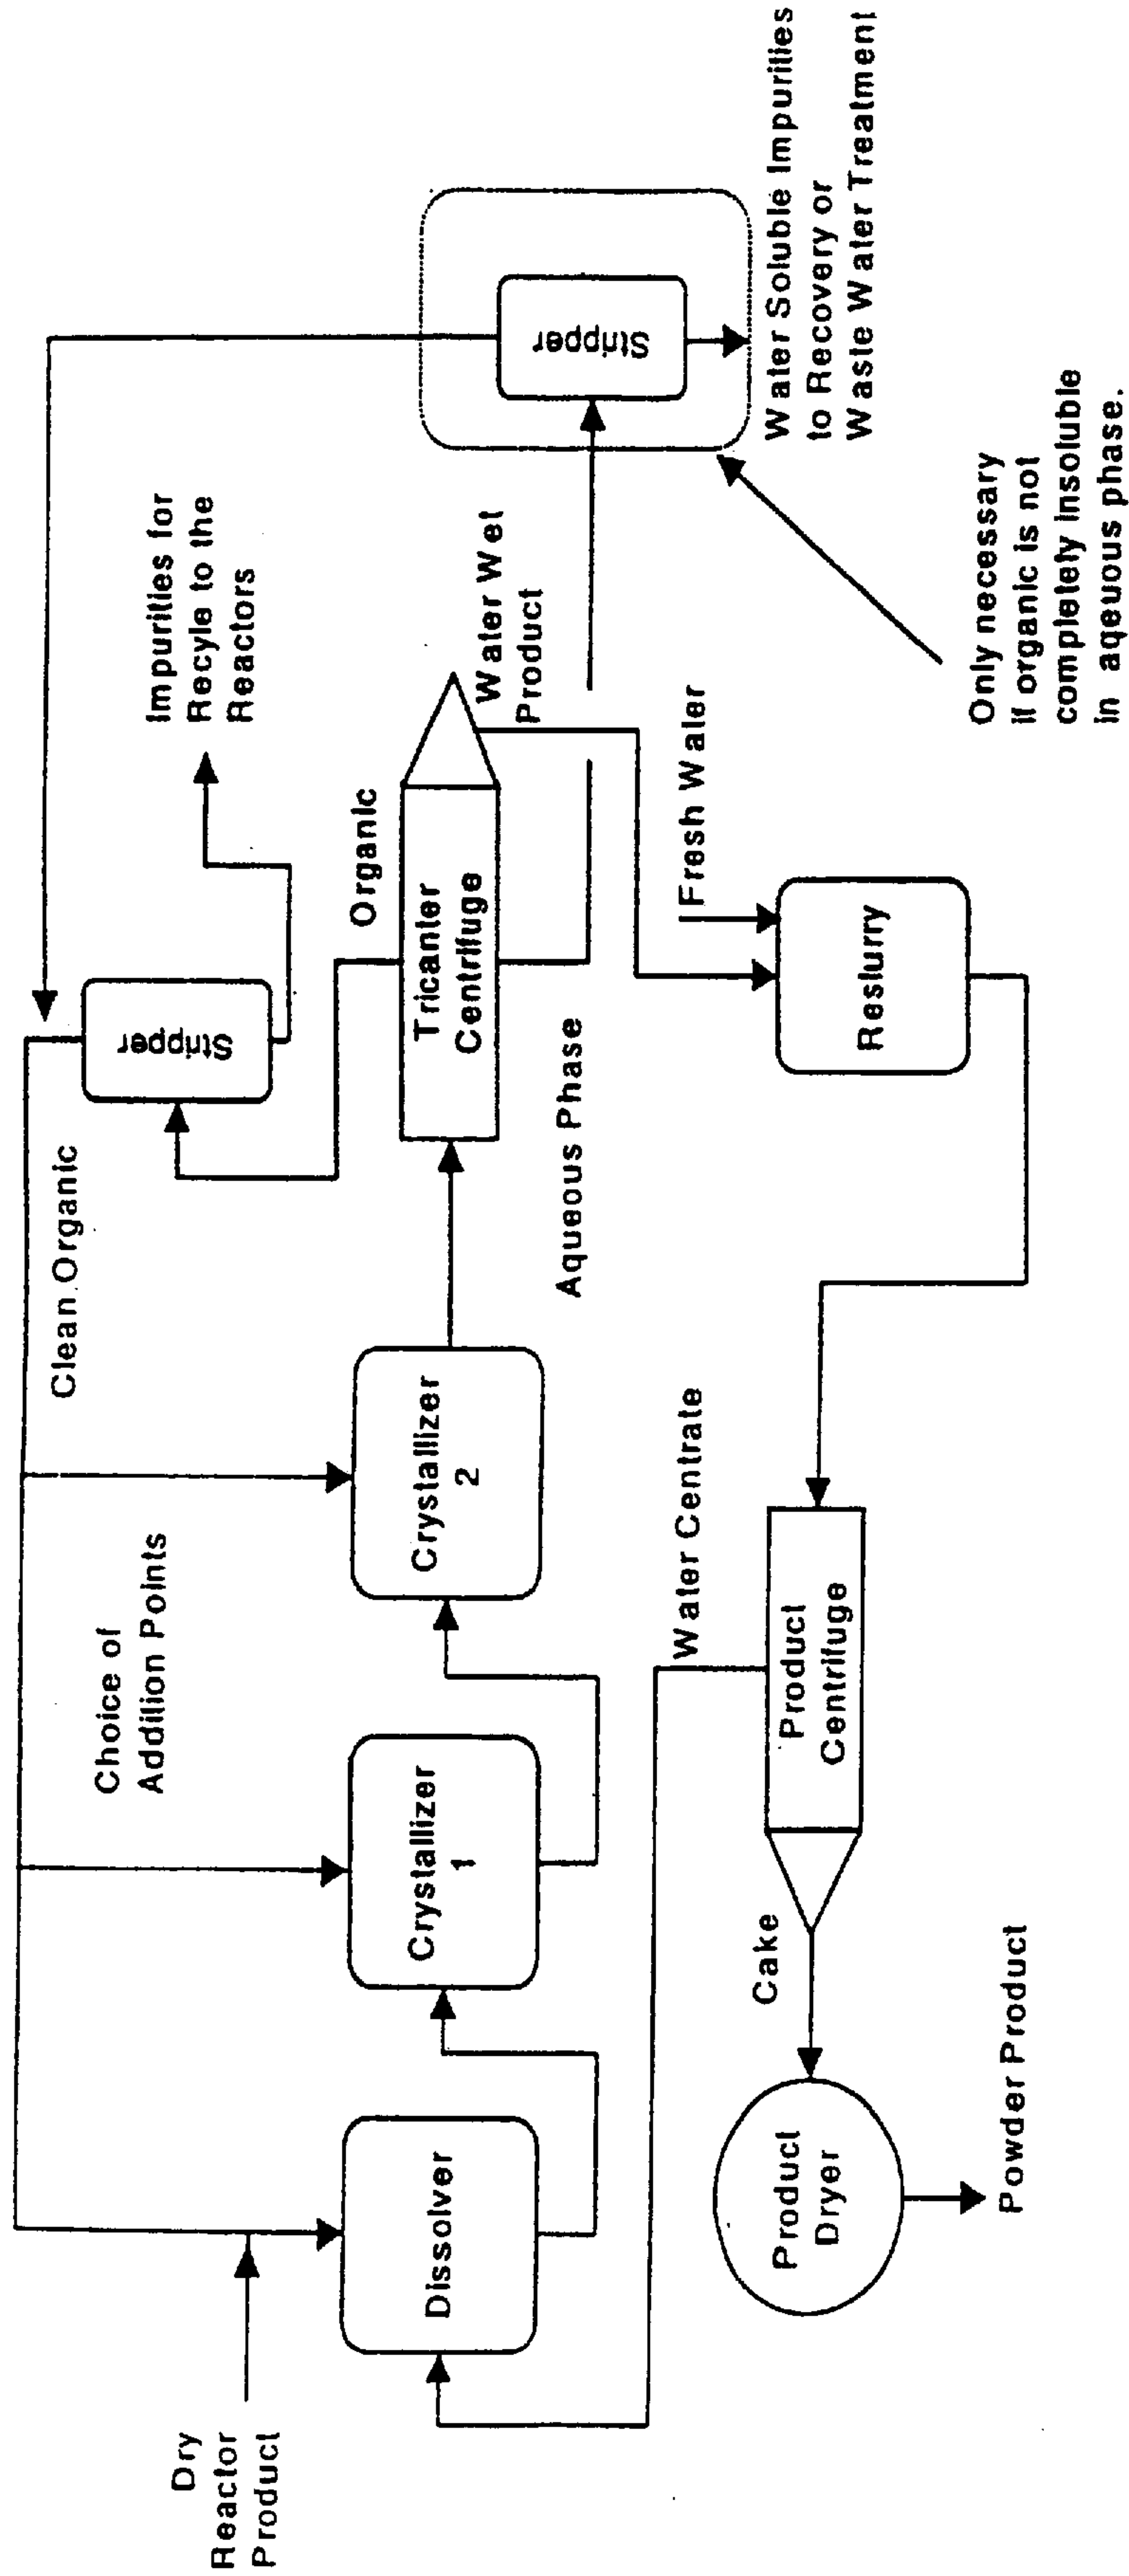 Dry
Reactor
Product
Choice of
Addition Points
Clean Organic
Stripper
Impurities for
Recyle to the
Reactors
Dissolver
Crystallizer
1
Crystallizer
2
Organic
Tricanter
Centrifuge
Aqueous Phase
Water Wet
Product
Stripper
Water Soluble Impurities
to Recovery or
Waste Water Treatment
Only necessary
if organic is not
completely insoluble
in aqeuous phase.
Fresh Water
Reslurry
Water Centrate
Product
Centrifuge
Cake
Product
Dryer
Powder Product